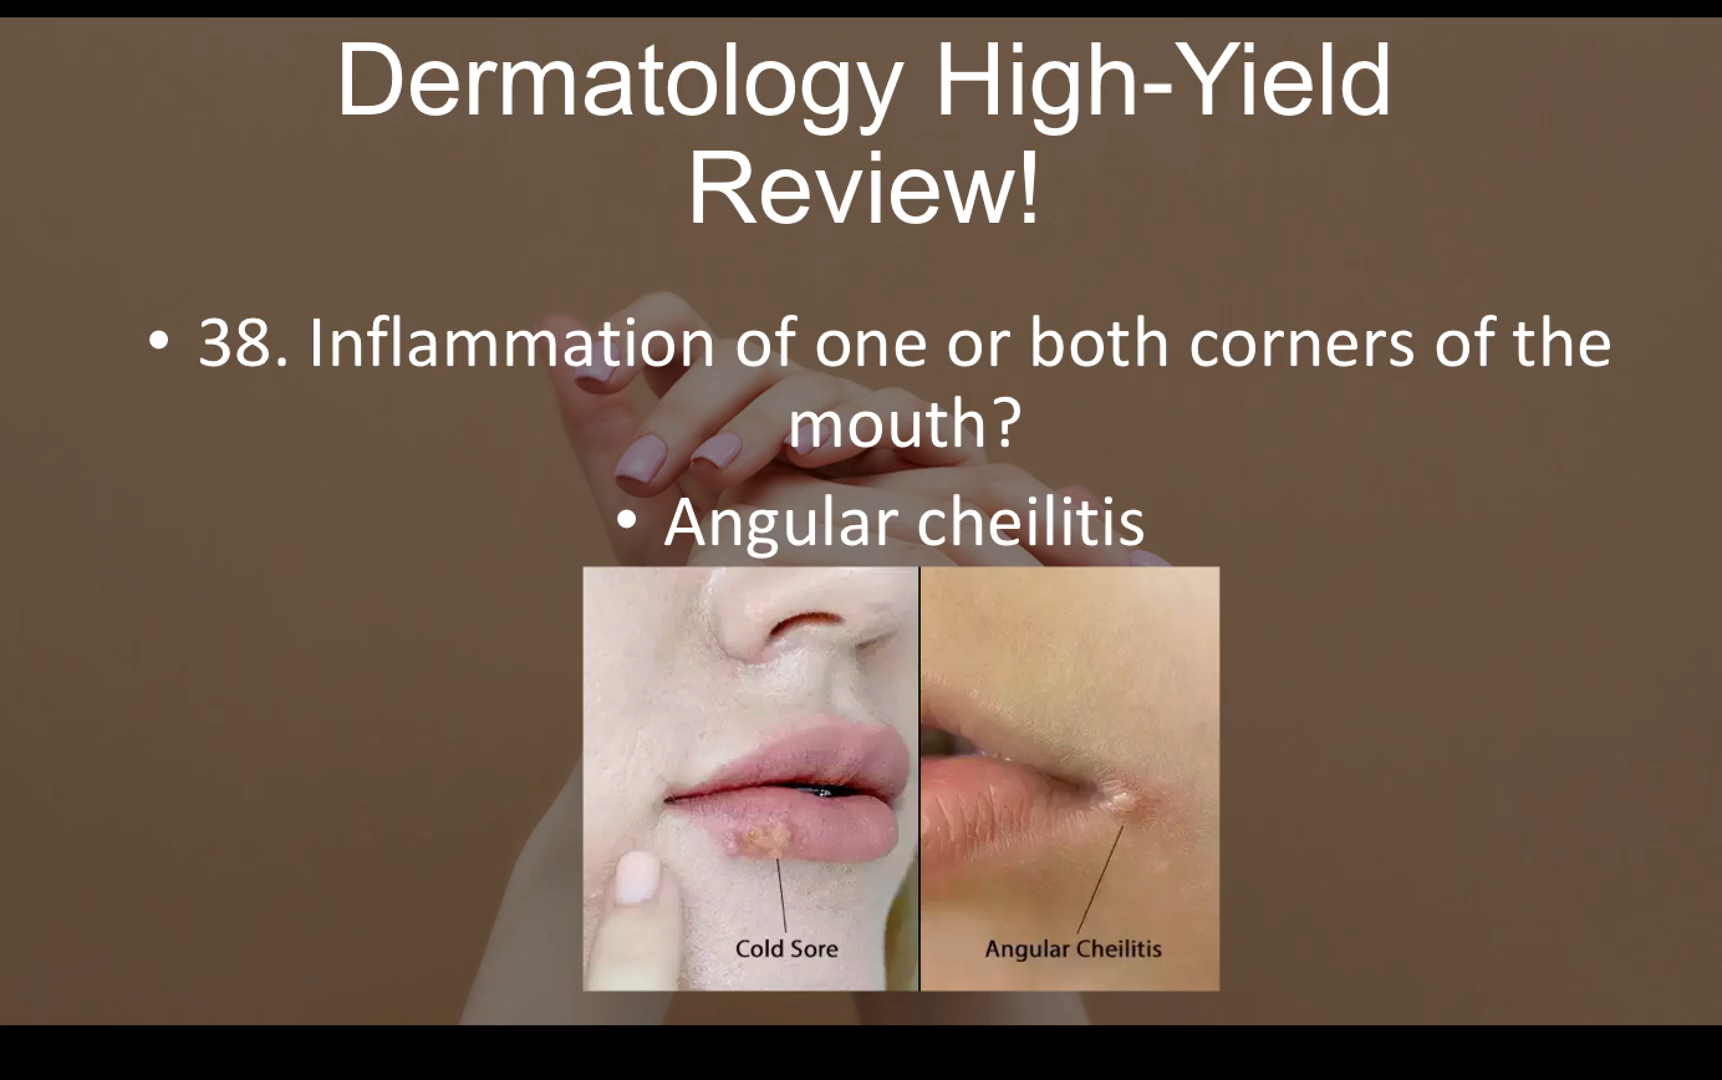 Dermatology High-Yield
Review!
• 38. Inflammation of one or both corners of the
mouth?
• Angular cheilitis
Cold Sore
Angular Cheilitis